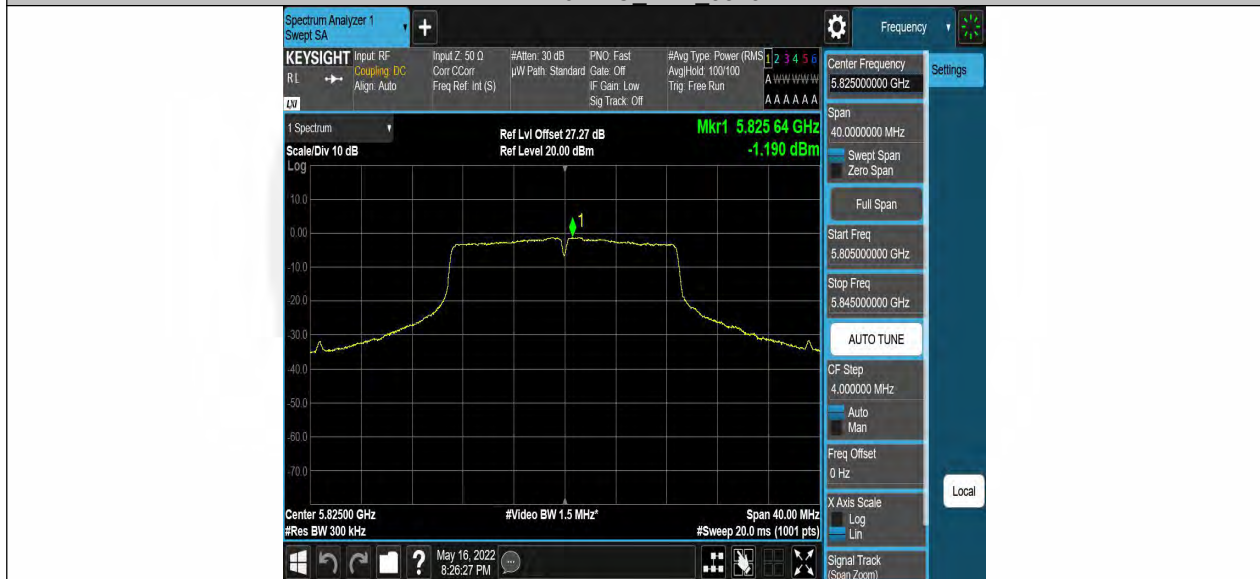 Spectrum Analyzer 1
Swept SA
Frequency
KEYSIGHT
RL
LXI
Input: RF
Coupling: DC
Align: Auto
Input Z: 50 Ω
Corr CCorr
Freq Ref: Int (S)
#Atten: 30 dB
µW Path: Standard
PNO: Fast
Gate: Off
IF Gain: Low
Sig Track: Off
#Avg Type: Power (RMS
Avg|Hold: 100/100
Trig: Free Run
1 2 3 4 5 6
A W W W W W
A A A A A A
1 Spectrum
Scale/Div 10 dB
Ref Lvl Offset 27.27 dB
Ref Level 20.00 dBm
Mkr1 5.825 64 GHz
-1.190 dBm
Log
10.0
0.00
-10.0
-20.0
-30.0
-40.0
-50.0
-60.0
-70.0
1
Center 5.82500 GHz
#Res BW 300 kHz
#Video BW 1.5 MHz*
Span 40.00 MHz
#Sweep 20.0 ms (1001 pts)
May 16, 2022
8:26:27 PM
Center Frequency
5.825000000 GHz
Span
40.0000000 MHz
Swept Span
Zero Span
Full Span
Start Freq
5.805000000 GHz
Stop Freq
5.845000000 GHz
AUTO TUNE
CF Step
4.000000 MHz
Auto
Man
Freq Offset
0 Hz
X Axis Scale
Log
Lin
Signal Track
(Span Zoom)
Settings
Local